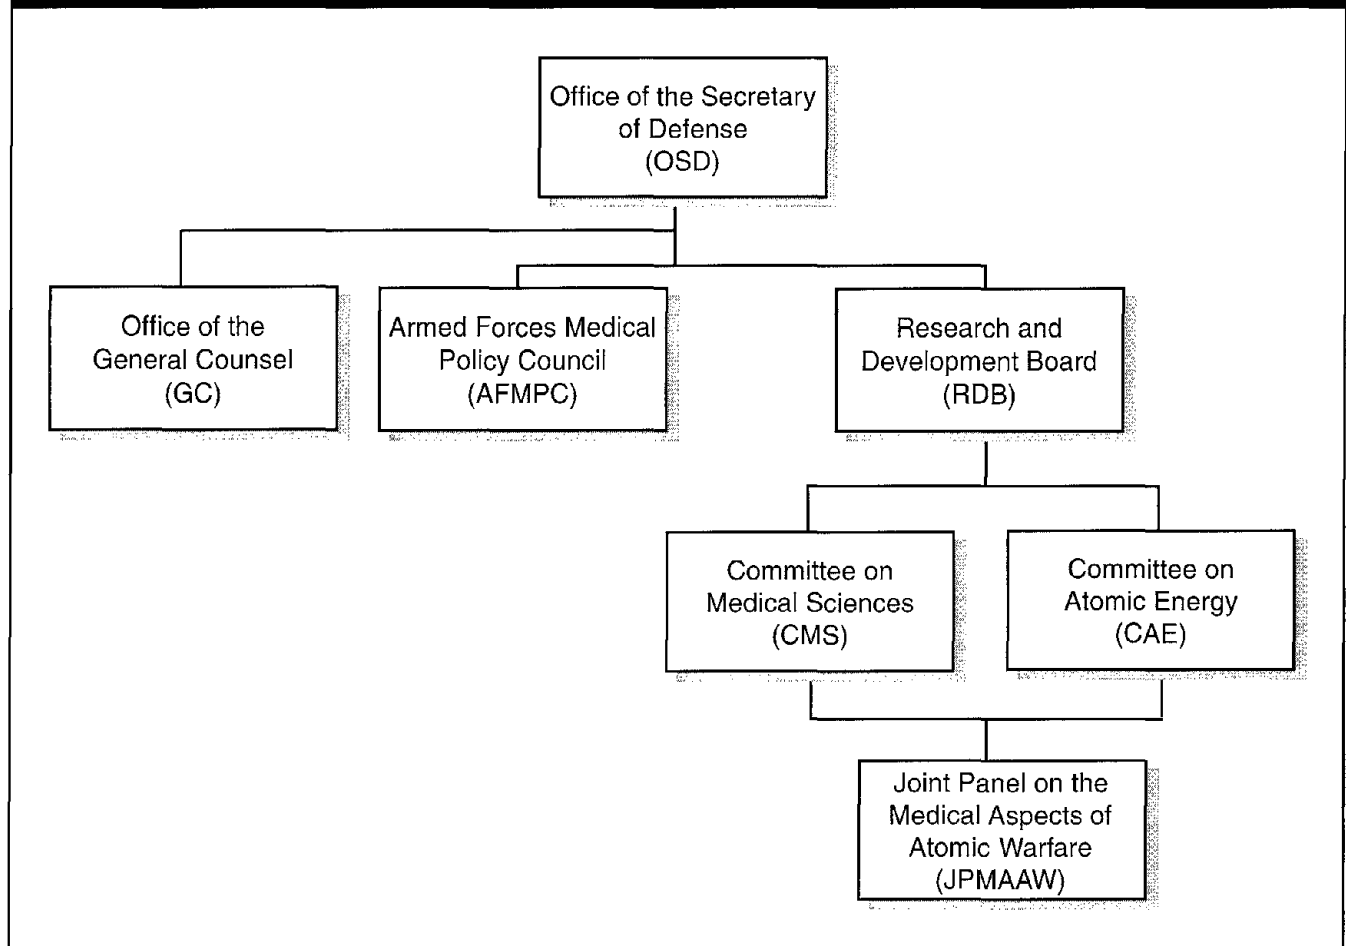 Office of the Secretary
of Defense
(OSD)
Office of the
General Counsel
(GC)
Armed Forces Medical
Policy Council
(AFMPC)
Research and
Development Board
(RDB)
Committee on
Medical Sciences
(CMS)
Committee on
Atomic Energy
(CAE)
Joint Panel on the
Medical Aspects of
Atomic Warfare
(JPMAAW)